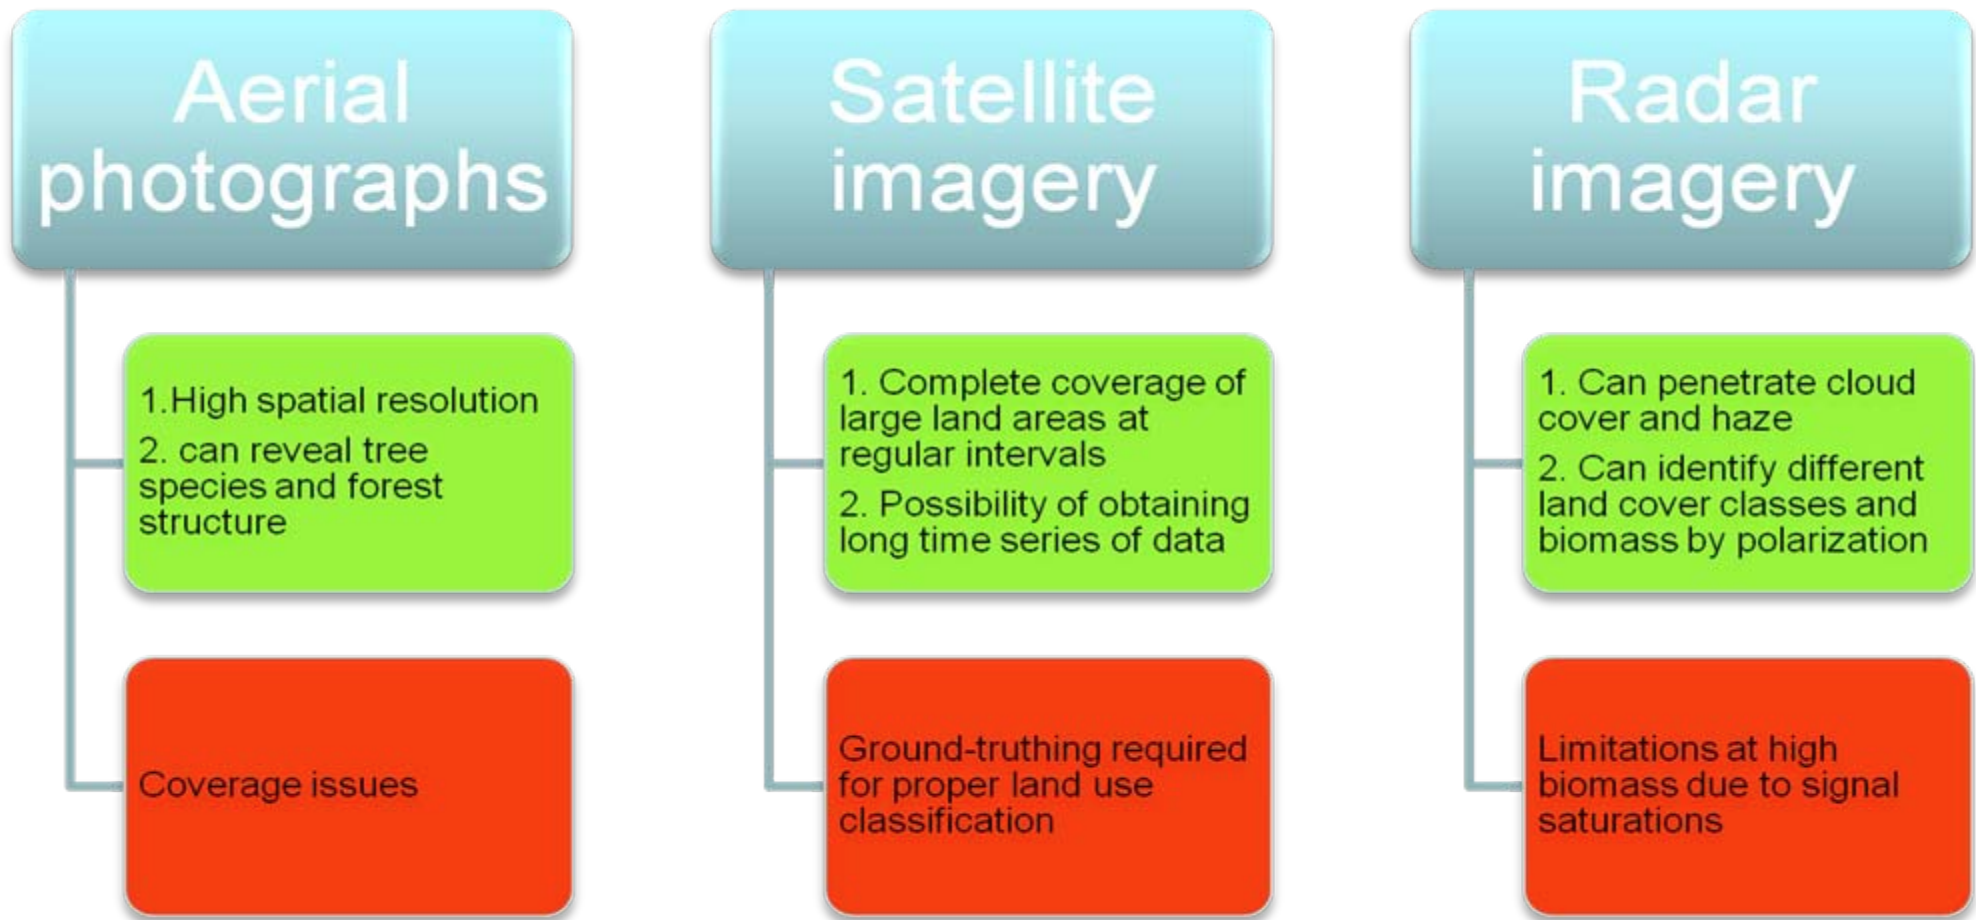 Aerial
photographs
1.High spatial resolution
2. can reveal tree
species and forest
structure
Coverage issues
Satellite
imagery
1. Complete coverage of
large land areas at
regular intervals
2. Possibility of obtaining
long time series of data
Ground-truthing required
for proper land use
classification
Radar
imagery
1. Can penetrate cloud
cover and haze
2. Can identify different
land cover classes and
biomass by polarization
Limitations at high
biomass due to signal
saturations